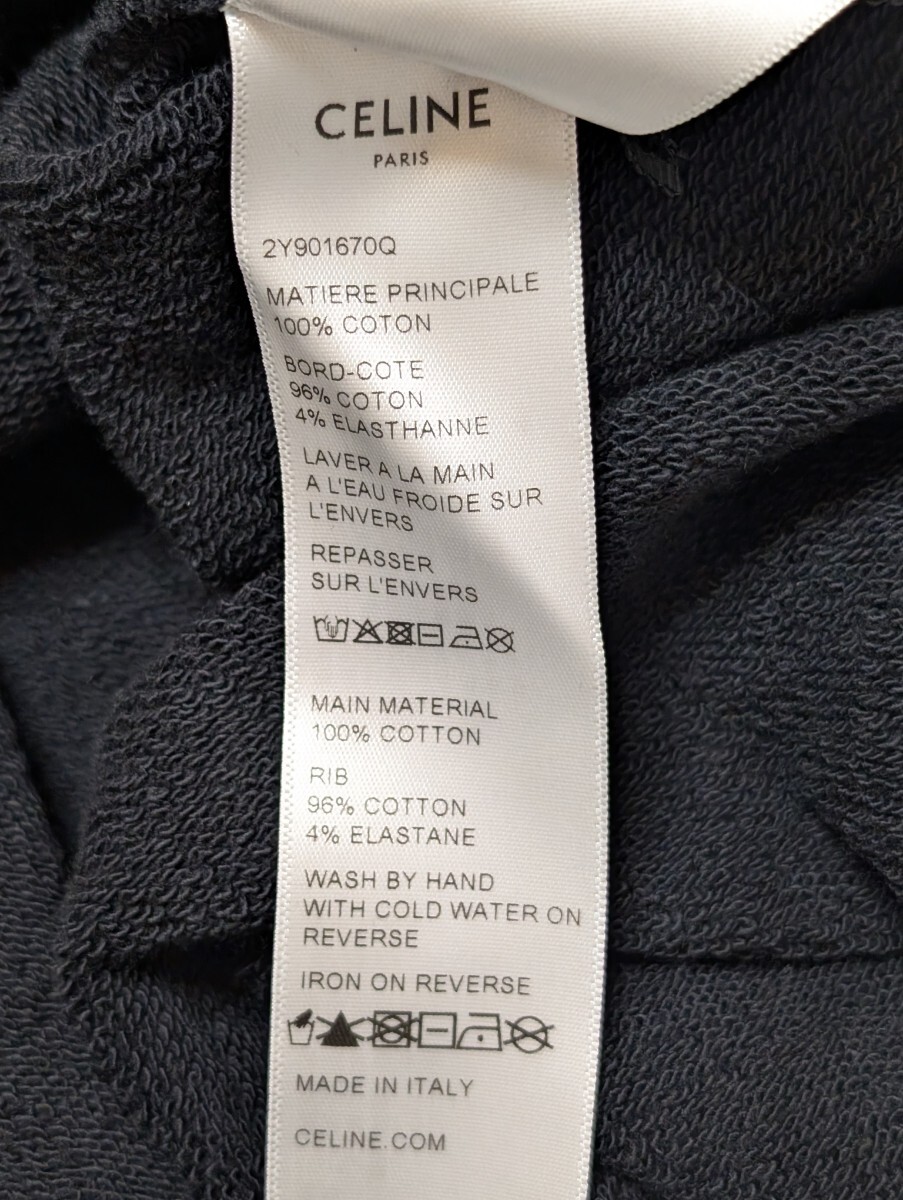 CELINE
PARIS
2Y901670Q
MATIERE PRINCIPALE
100% COTON
BORD-COTE
96% COTON
4% ELASTHANNE
LAVER A LA MAIN
A L'EAU FROIDE SUR
L'ENVERS
REPASSER
SUR L'ENVERS
MAIN MATERIAL
100% COTTON
RIB
96% COTTON
4% ELASTANE
WASH BY HAND
WITH COLD WATER ON
REVERSE
IRON ON REVERSE
MADE IN ITALY
CELINE.COM